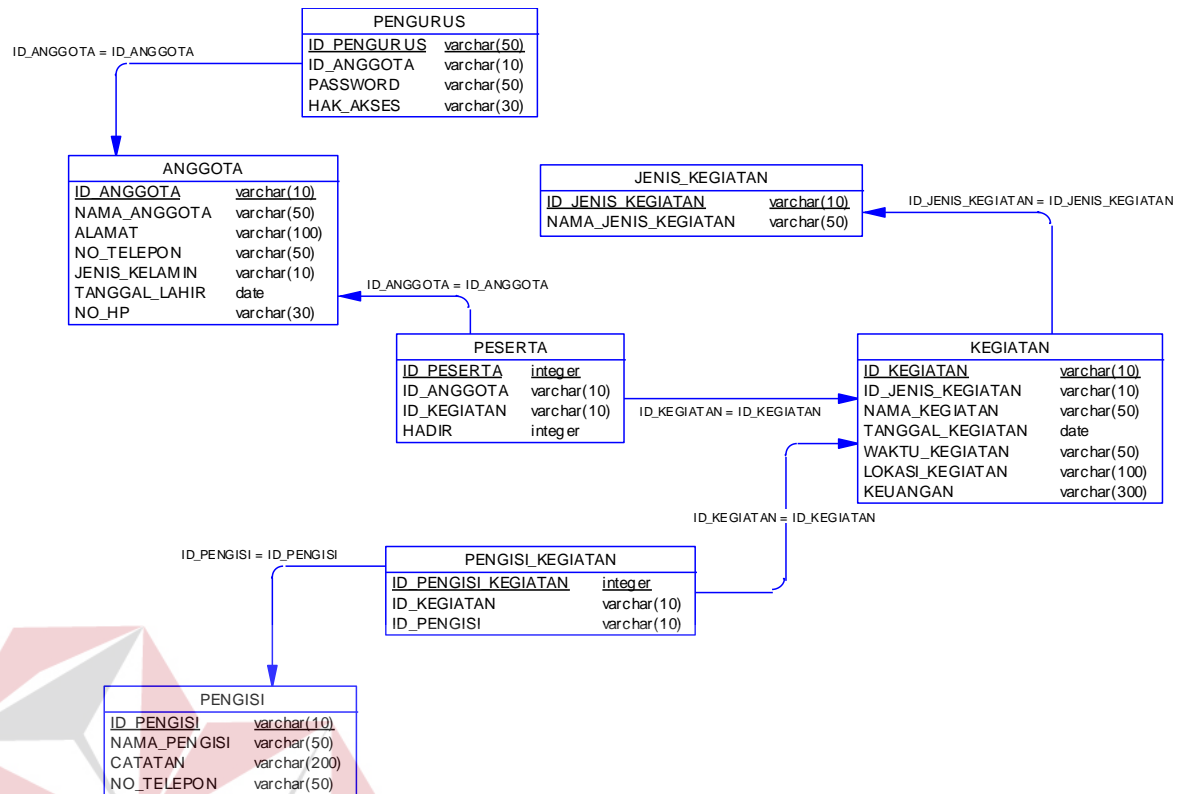 PENGURUS
ID_PENGURUS varchar(50)
ID_ANGGOTA varchar(10)
PASSWORD varchar(50)
HAK_AKSES varchar(30)
ID_ANGGOTA = ID_ANGGOTA
ANGGOTA
ID_ANGGOTA varchar(10)
NAMA_ANGGOTA varchar(50)
ALAMAT varchar(100)
NO_TELEPON varchar(50)
JENIS_KELAMIN varchar(10)
TANGGAL_LAHIR date
NO_HP varchar(30)
JENIS_KEGIATAN
ID_JENIS_KEGIATAN varchar(10)
NAMA_JENIS_KEGIATAN varchar(50)
ID_JENIS_KEGIATAN = ID_JENIS_KEGIATAN
ID_ANGGOTA = ID_ANGGOTA
PESERTA
ID_PESERTA integer
ID_ANGGOTA varchar(10)
ID_KEGIATAN varchar(10)
HADIR integer
ID_KEGIATAN = ID_KEGIATAN
KEGIATAN
ID_KEGIATAN varchar(10)
ID_JENIS_KEGIATAN varchar(10)
NAMA_KEGIATAN varchar(50)
TANGGAL_KEGIATAN date
WAKTU_KEGIATAN varchar(50)
LOKASI_KEGIATAN varchar(100)
KEUANGAN varchar(300)
ID_KEGIATAN = ID_KEGIATAN
ID_PENGISI = ID_PENGISI
PENGISI_KEGIATAN
ID_PENGISI_KEGIATAN integer
ID_KEGIATAN varchar(10)
ID_PENGISI varchar(10)
PENGISI
ID_PENGISI varchar(10)
NAMA_PENGISI varchar(50)
CATATAN varchar(200)
NO_TELEPON varchar(50)